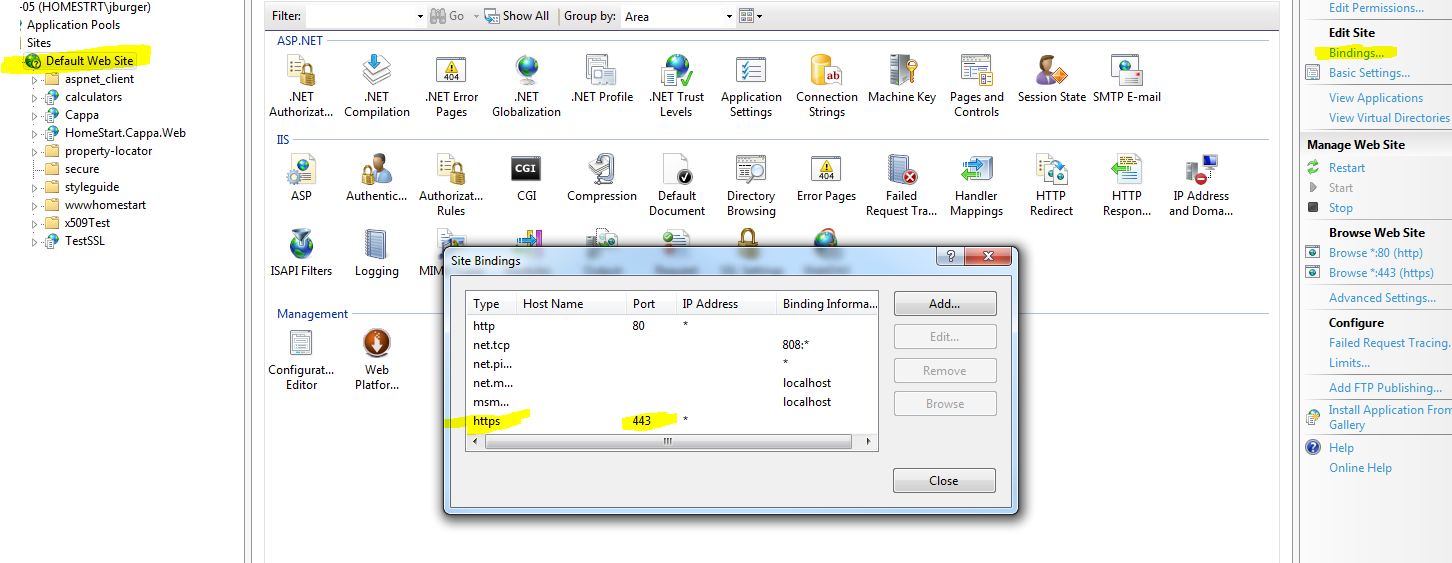 -05 (HOMESTRT\jburger)
Application Pools
Sites
Default Web Site
aspnet_client
calculators
Cappa
HomeStart.Cappa.Web
property-locator
secure
styleguide
wwwhomestart
x509Test
TestSSL
Filter: Go Show All Group by: Area
ASP.NET
.NET Authorizat...
.NET Compilation
.NET Error Pages
.NET Globalization
.NET Profile
.NET Trust Levels
Application Settings
Connection Strings
Machine Key
Pages and Controls
Session State
SMTP E-mail
IIS
ASP
Authentic...
Authorizat... Rules
CGI
Compression
Default Document
Directory Browsing
Error Pages
Failed Request Tra...
Handler Mappings
HTTP Redirect
HTTP Respon...
IP Address and Doma...
ISAPI Filters
Logging
Management
Configurat... Editor
Web Platfor...
Site Bindings
Type Host Name Port IP Address Binding Informa...
http 80 *
net.tcp 808:*
net.pi... *
net.m... localhost
msm... localhost
https 443 *
Add...
Edit...
Remove
Browse
Close
Edit Permissions...
Edit Site
Bindings...
Basic Settings...
View Applications
View Virtual Directories
Manage Web Site
Restart
Start
Stop
Browse Web Site
Browse *:80 (http)
Browse *:443 (https)
Advanced Settings...
Configure
Failed Request Tracing.
Limits...
Add FTP Publishing...
Install Application From
Gallery
Help
Online Help